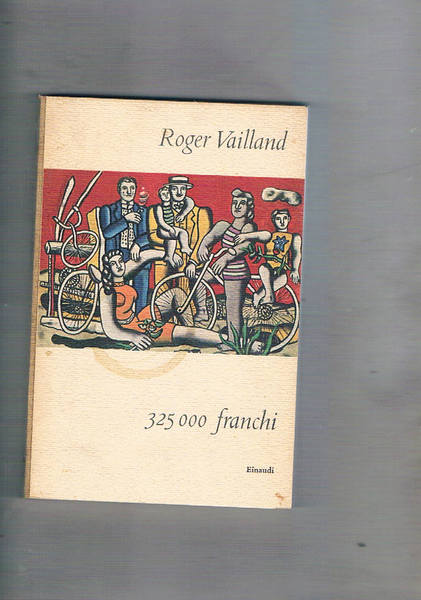 Roger Vailland
325 000 franchi
Einaudi